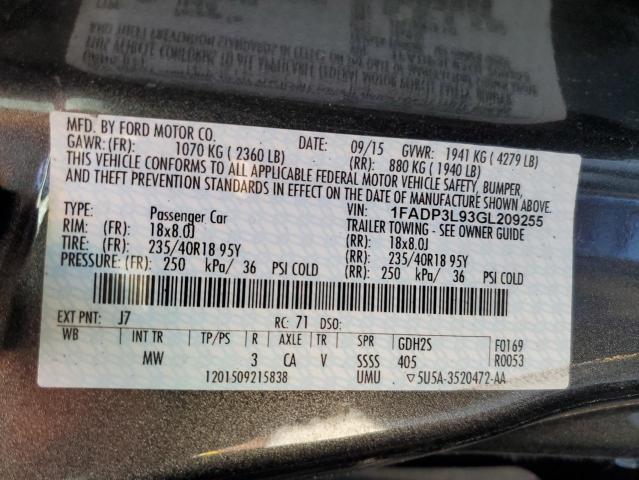 MFD. BY FORD MOTOR CO.
DATE: 09/15 GVWR: 1941 KG ( 4279 LB)
GAWR: (FR): 1070 KG ( 2360 LB) (RR): 880 KG ( 1940 LB)
THIS VEHICLE CONFORMS TO ALL APPLICABLE FEDERAL MOTOR VEHICLE SAFETY, BUMPER,
AND THEFT PREVENTION STANDARDS IN EFFECT ON THE DATE OF MANUFACTURE SHOWN ABOVE.
TYPE: Passenger Car VIN: 1FADP3L93GL209255
TRAILER TOWING - SEE OWNER GUIDE
RIM: (FR): 18x8.0J (RR): 18x8.0J
TIRE: (FR): 235/40R18 95Y (RR): 235/40R18 95Y
PRESSURE: (FR): 250 kPa/ 36 PSI COLD (RR): 250 kPa/ 36 PSI COLD
EXT PNT: J7 RC: 71 DSO:
WB INT TR TP/PS R AXLE TR SPR GDH2S F0169
MW 3 CA V SSSS 405 R0053
1201509215838 UMU ▽5U5A-3520472-AA